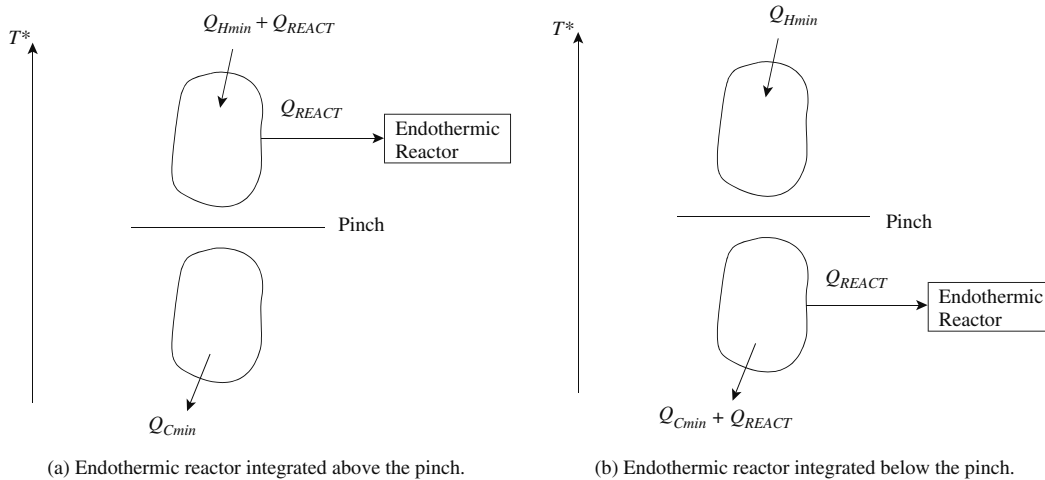 Q_Hmin + Q_REACT
T*
Q_REACT
Endothermic
Reactor
Pinch
Q_Cmin
(a) Endothermic reactor integrated above the pinch.
Q_Hmin
T*
Pinch
Q_REACT
Endothermic
Reactor
Q_Cmin + Q_REACT
(b) Endothermic reactor integrated below the pinch.